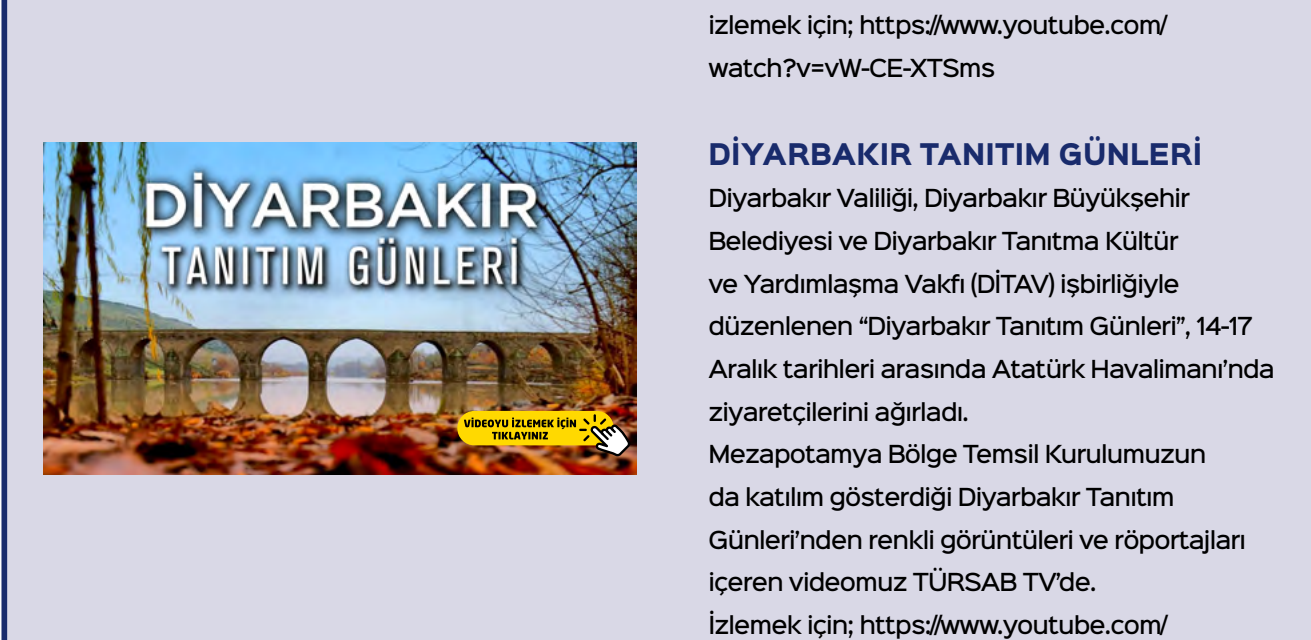 izlemek için; https://www.youtube.com/
watch?v=vW-CE-XTSms
DİYARBAKIR
TANITIM GÜNLERİ
VİDEOYU İZLEMEK İÇİN
TIKLAYINIZ
DİYARBAKIR TANITIM GÜNLERİ
Diyarbakır Valiliği, Diyarbakır Büyükşehir
Belediyesi ve Diyarbakır Tanıtma Kültür
ve Yardımlaşma Vakfı (DİTAV) işbirliğiyle
düzenlenen “Diyarbakır Tanıtım Günleri”, 14-17
Aralık tarihleri arasında Atatürk Havalimanı’nda
ziyaretçilerini ağırladı.
Mezapotamya Bölge Temsil Kurulumuzun
da katılım gösterdiği Diyarbakır Tanıtım
Günleri’nden renkli görüntüleri ve röportajları
içeren videomuz TÜRSAB TV’de.
İzlemek için; https://www.youtube.com/